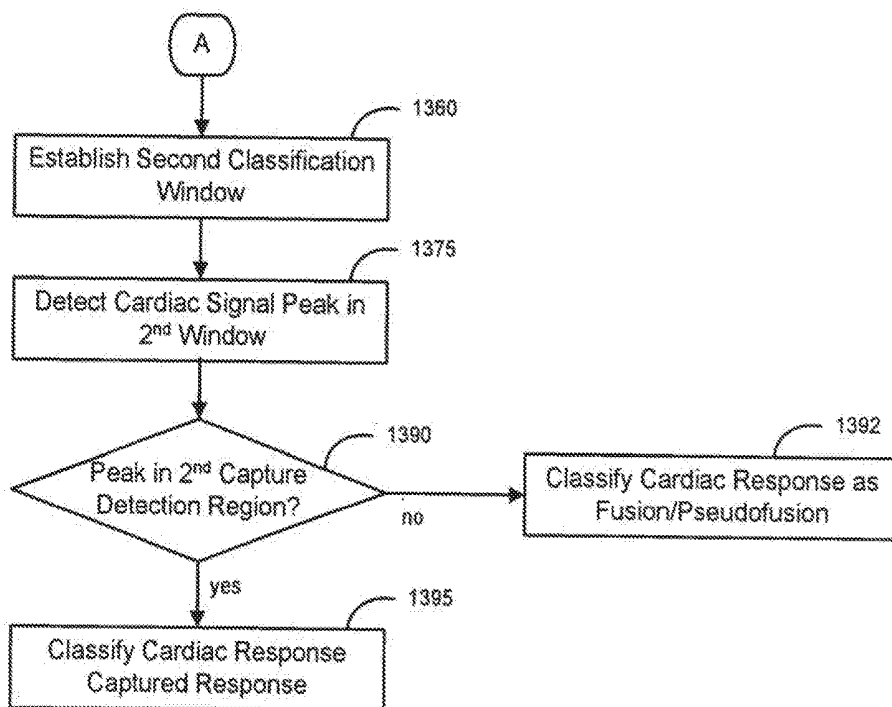 A
1360
Establish Second Classification
Window
1375
Detect Cardiac Signal Peak in
2nd Window
1390
Peak in 2nd Capture
Detection Region?
no
1392
Classify Cardiac Response as
Fusion/Pseudofusion
yes
1395
Classify Cardiac Response
Captured Response